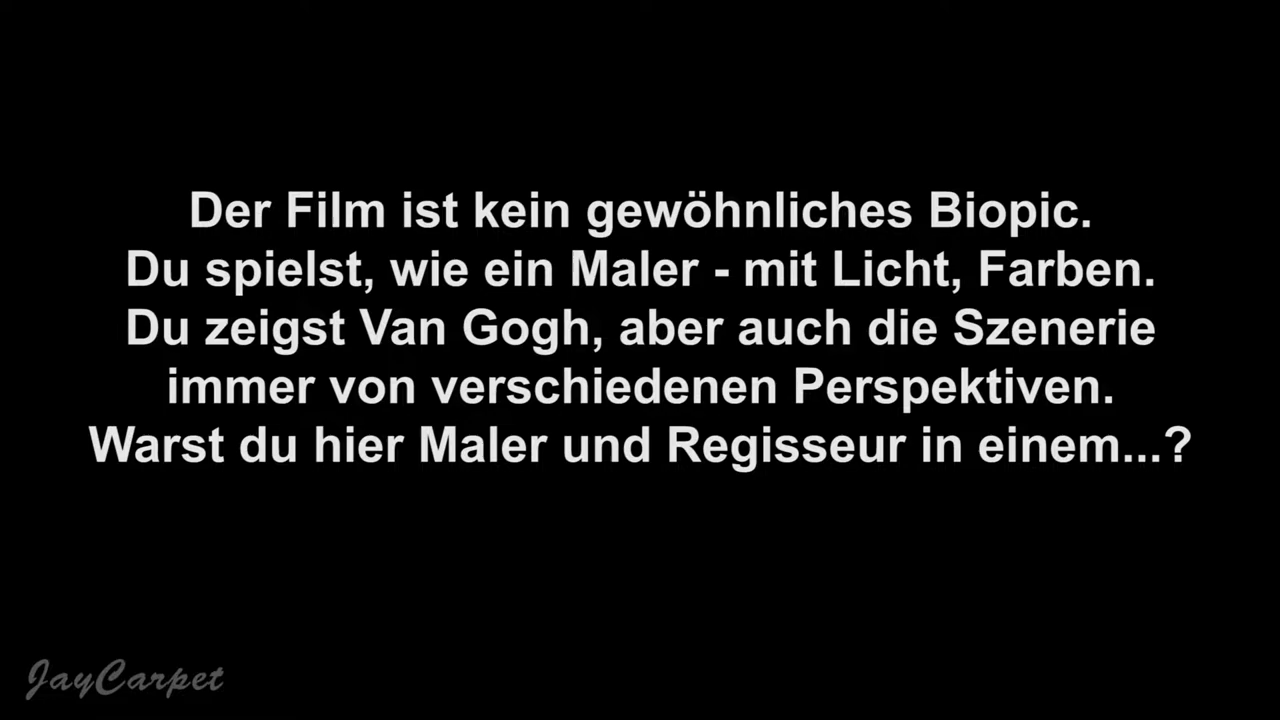 Der Film ist kein gewöhnliches Biopic.
Du spielst, wie ein Maler - mit Licht, Farben.
Du zeigst Van Gogh, aber auch die Szenerie
immer von verschiedenen Perspektiven.
Warst du hier Maler und Regisseur in einem...?
JayCarpet